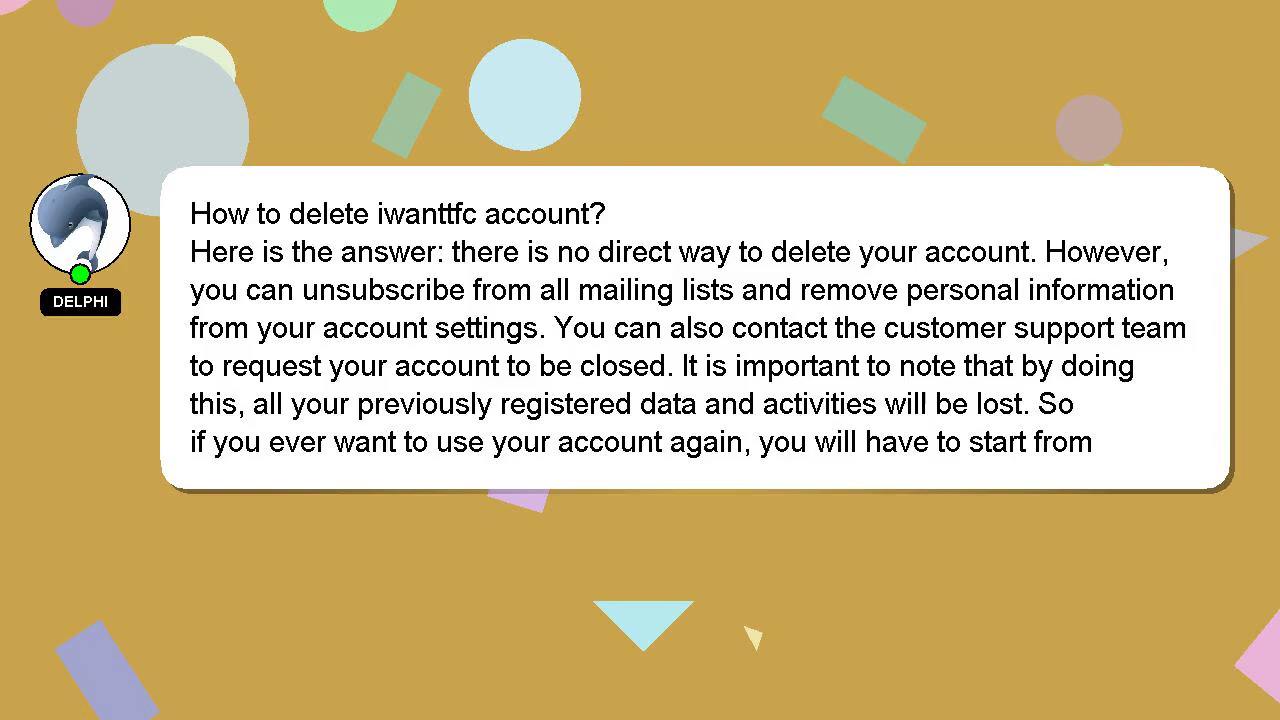 How to delete iwanttfc account?
Here is the answer: there is no direct way to delete your account. However,
you can unsubscribe from all mailing lists and remove personal information
from your account settings. You can also contact the customer support team
to request your account to be closed. It is important to note that by doing
this, all your previously registered data and activities will be lost. So
if you ever want to use your account again, you will have to start from
DELPHI